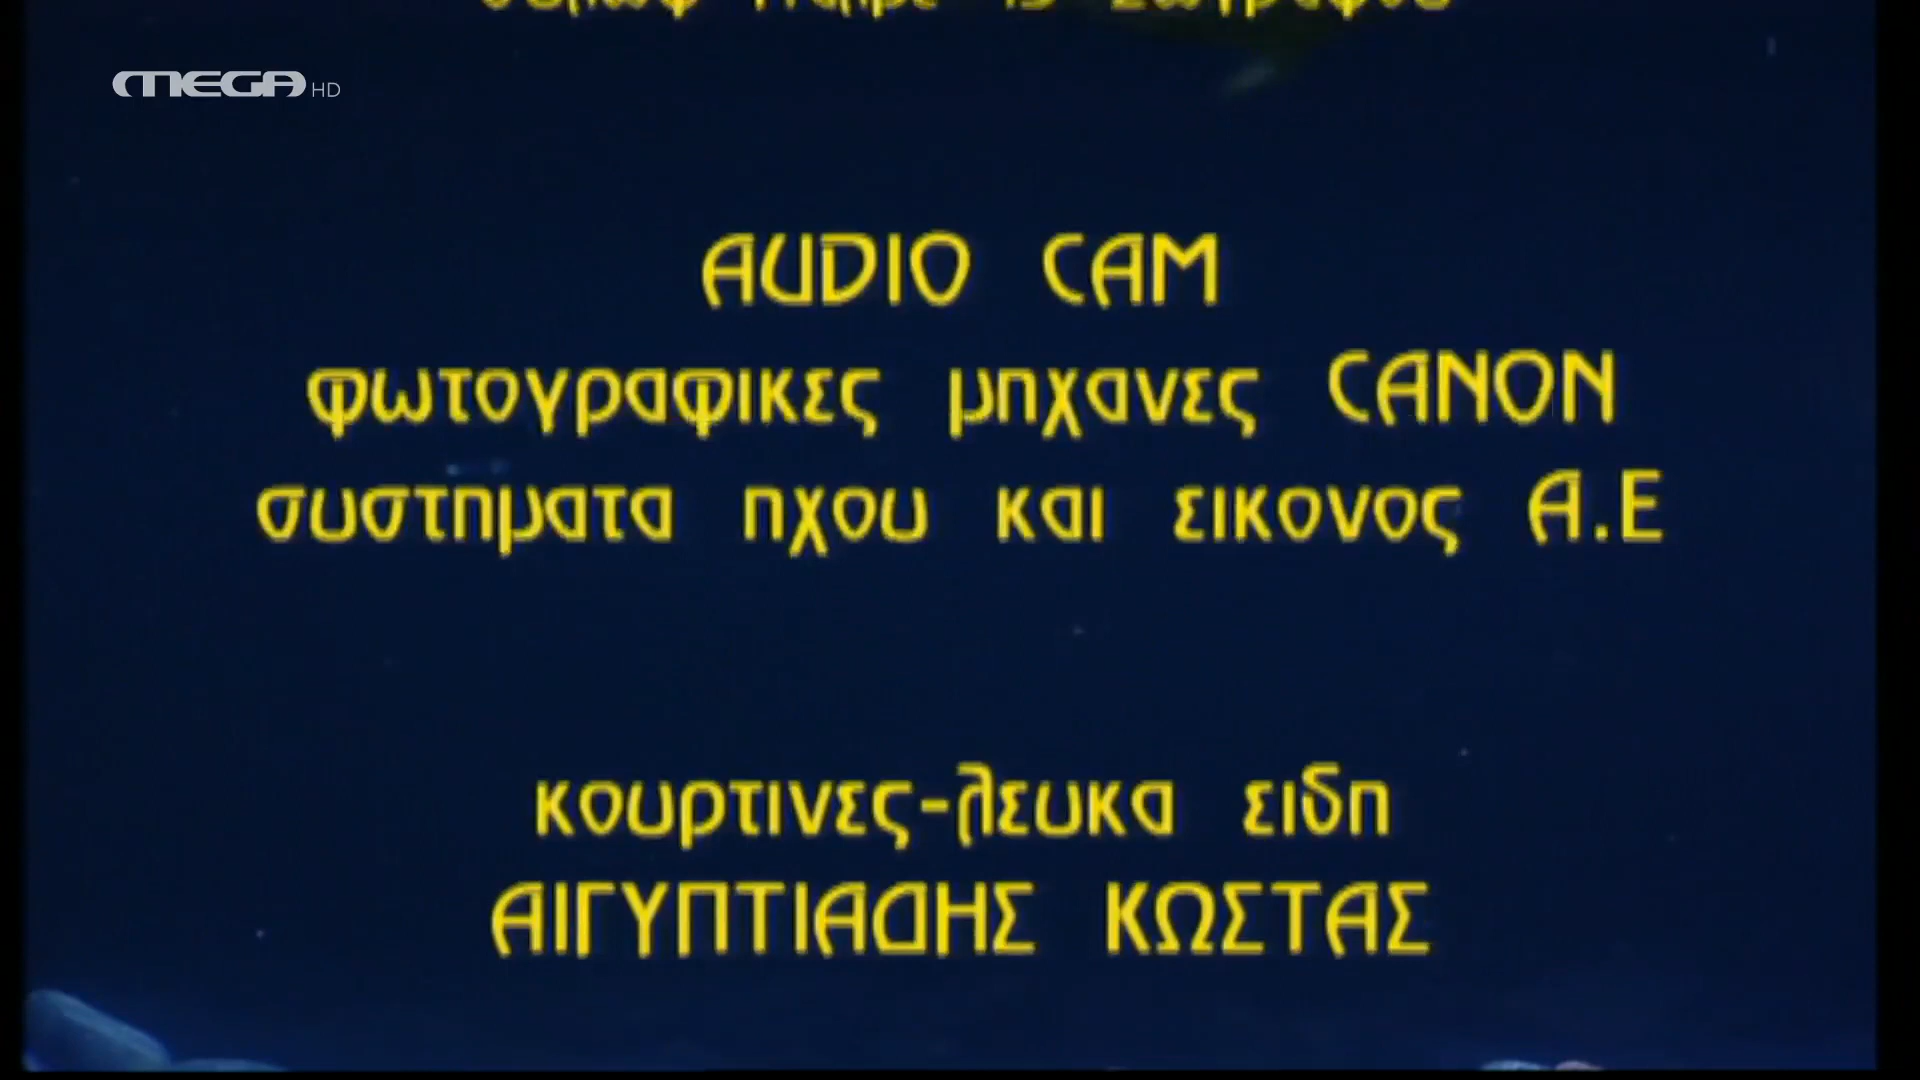 MEGA HD
AUDIO CAM
φωτογραφικες μηχανες CANON
συστηματα ηχου και εικονος Α.Ε
κουρτινες-λευκα ειδη
ΑΙΓΥΠΤΙΑΔΗΣ ΚΩΣΤΑΣ